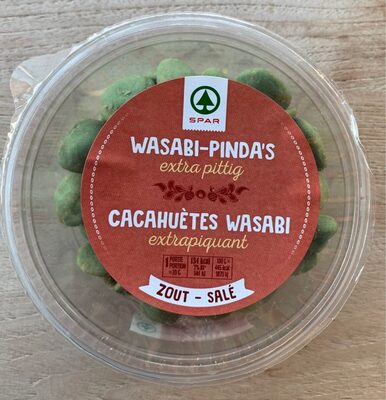 SPAR
WASABI-PINDA'S
extra pittig
CACAHUÈTES WASABI
extrapiquant
ZOUT - SALÉ